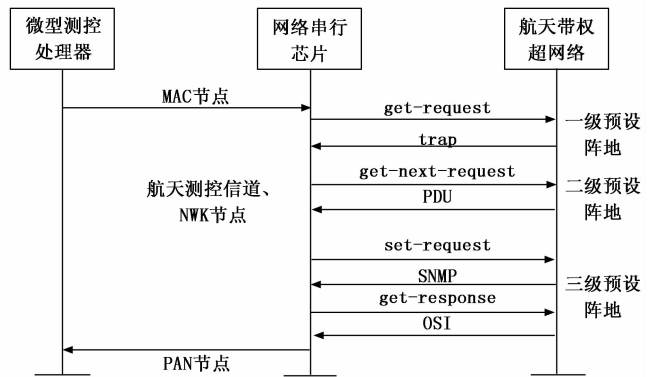 微型测控
处理器
网络串行
芯片
航天带权
超网络
MAC节点
get-request
一级预设
阵地
trap
get-next-request
二级预设
阵地
PDU
航天测控信道、
NWK节点
set-request
SNMP
三级预设
阵地
get-response
OSI
PAN节点